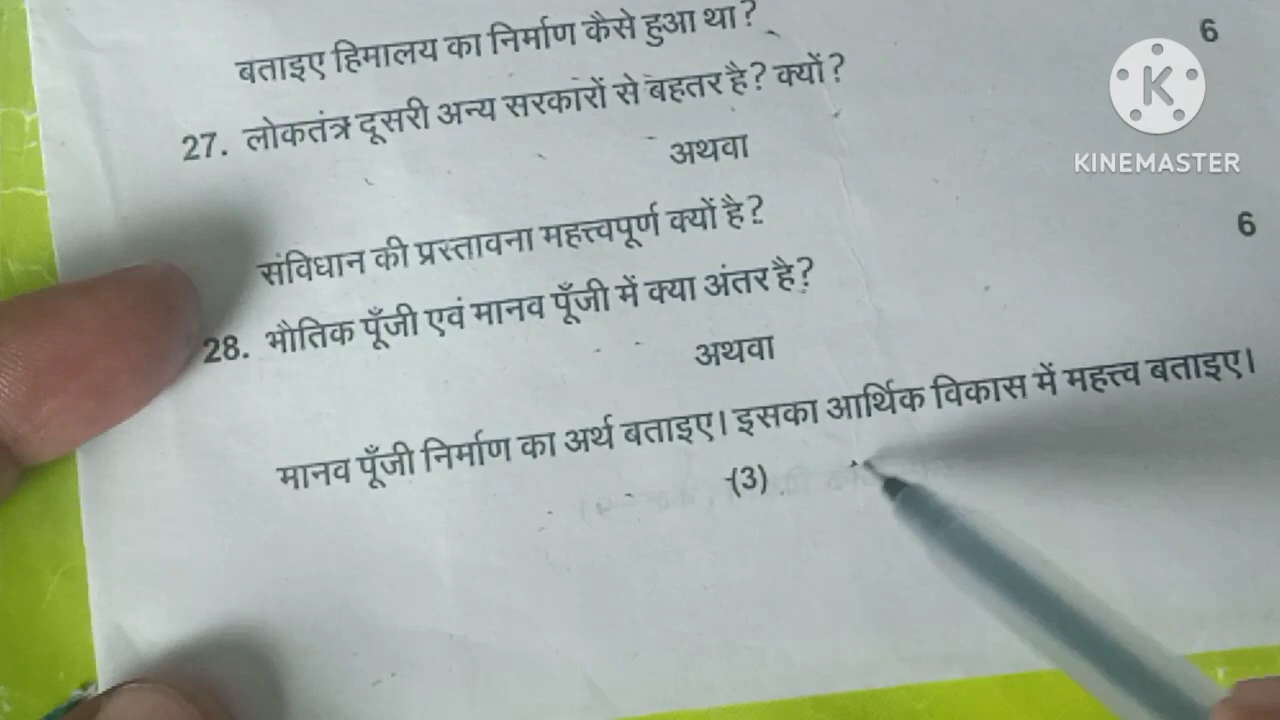 बताइए हिमालय का निर्माण कैसे हुआ था?
6
27. लोकतंत्र दूसरी अन्य सरकारों से बेहतर है? क्यों?
अथवा
संविधान की प्रस्तावना महत्त्वपूर्ण क्यों है?
6
28. भौतिक पूँजी एवं मानव पूँजी में क्या अंतर है?
अथवा
मानव पूँजी निर्माण का अर्थ बताइए। इसका आर्थिक विकास में महत्त्व बताइए।
(3)
K
KINEMASTER